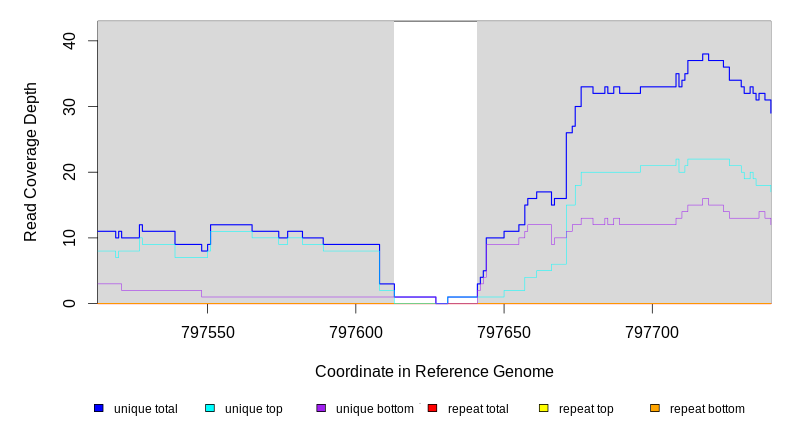 40
30
20
10
0
Read Coverage Depth
797550 797600 797650 797700
Coordinate in Reference Genome
unique total unique top unique bottom repeat total repeat top repeat bottom